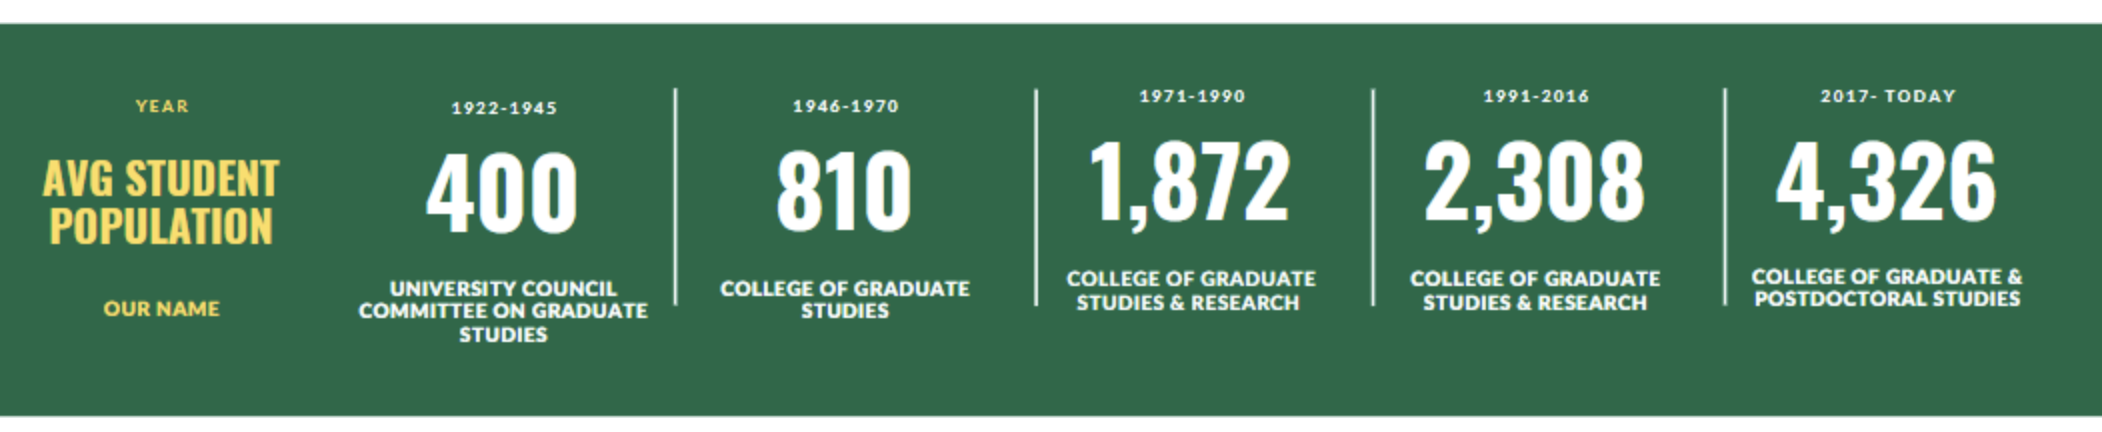 YEAR
AVG STUDENT
POPULATION
OUR NAME
1922-1945
400
UNIVERSITY COUNCIL
COMMITTEE ON GRADUATE
STUDIES
1946-1970
810
COLLEGE OF GRADUATE
STUDIES
1971-1990
1,872
COLLEGE OF GRADUATE
STUDIES & RESEARCH
1991-2016
2,308
COLLEGE OF GRADUATE
STUDIES & RESEARCH
2017- TODAY
4,326
COLLEGE OF GRADUATE &
POSTDOCTORAL STUDIES